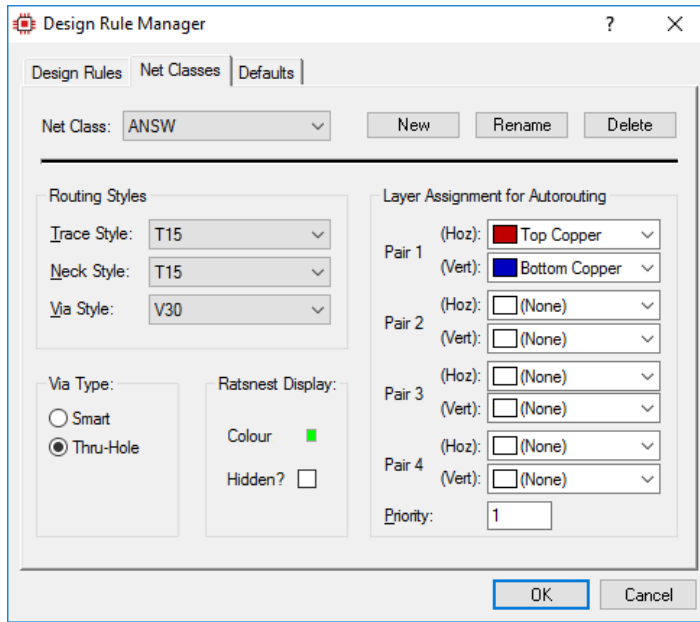 Design Rule Manager
?
Design Rules Net Classes Defaults
Net Class: ANSW New Rename Delete
Routing Styles
Trace Style: T15
Neck Style: T15
Via Style: V30
Layer Assignment for Autorouting
Pair 1
(Hoz): Top Copper
(Vert): Bottom Copper
Pair 2
(Hoz): (None)
(Vert): (None)
Pair 3
(Hoz): (None)
(Vert): (None)
Pair 4
(Hoz): (None)
(Vert): (None)
Priority: 1
Via Type:
Smart
Thru-Hole
Ratsnest Display:
Colour
Hidden?
OK Cancel